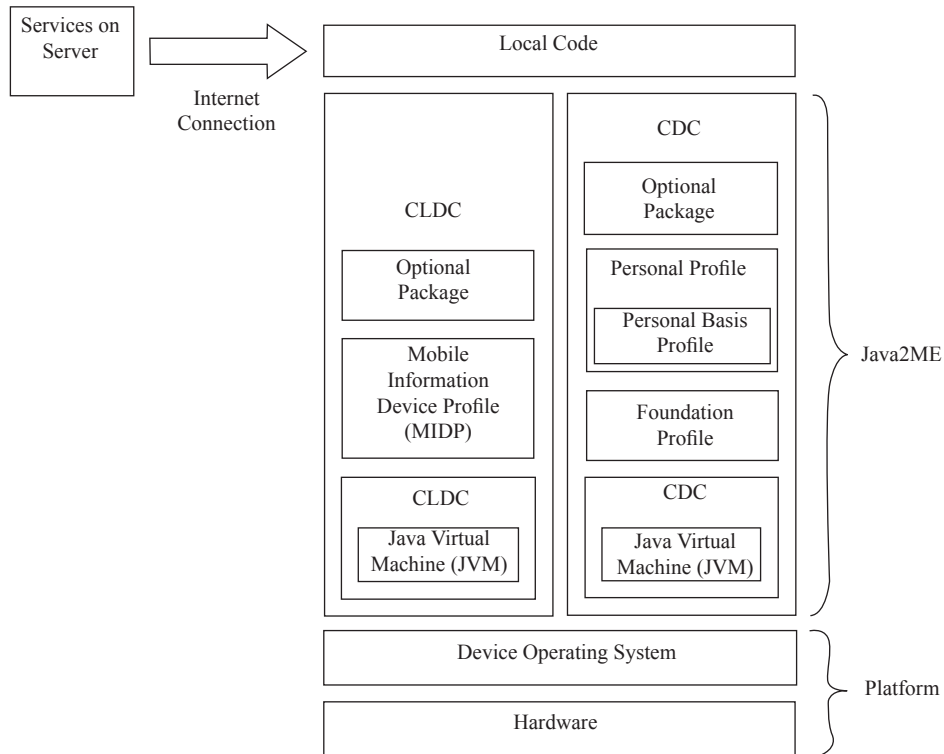 Services on
Server
Internet
Connection
Local Code
CLDC
Optional
Package
Mobile
Information
Device Profile
(MIDP)
CLDC
Java Virtual
Machine (JVM)
CDC
Optional
Package
Personal Profile
Personal Basis
Profile
Foundation
Profile
CDC
Java Virtual
Machine (JVM)
Java2ME
Device Operating System
Hardware
Platform